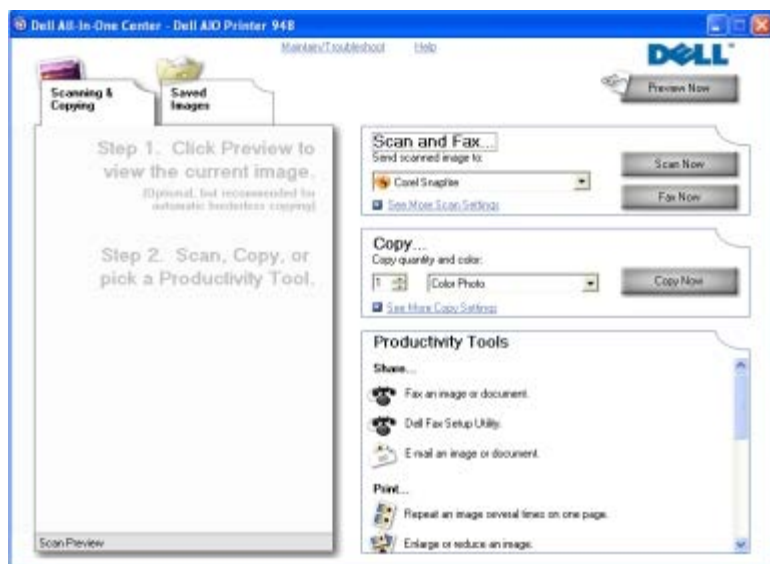 Dell All-In-One Center - Dell AIO Printer 948
Maintain/Troubleshoot Help
DELL™
Scanning &
Copying
Saved
Images
Preview Now
Step 1. Click Preview to
view the current image.
(Optional, but recommended for
automatic borderless copying)
Step 2. Scan, Copy, or
pick a Productivity Tool.
Scan Preview
Scan and Fax...
Send scanned image to:
Corel Snapfire
See More Scan Settings
Scan Now
Fax Now
Copy...
Copy quantity and color:
1 Color Photo
See More Copy Settings
Copy Now
Productivity Tools
Share...
Fax an image or document.
Dell Fax Setup Utility.
E-mail an image or document.
Print...
Repeat an image several times on one page.
Enlarge or reduce an image.